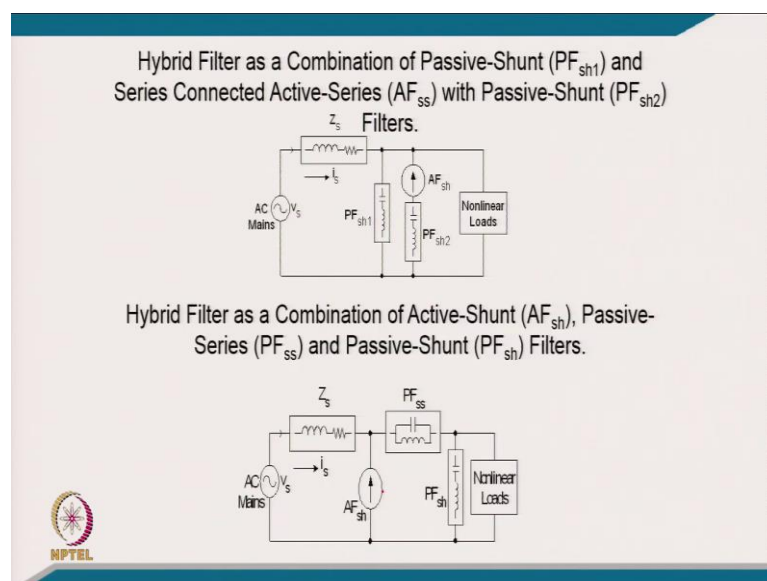 Hybrid Filter as a Combination of Passive-Shunt (PFsh1) and
Series Connected Active-Series (AFss) with Passive-Shunt (PFsh2)
Filters.
Zs
is
AC
Mains
vs
PFsh1
AFsh
PFsh2
Nonlinear
Loads
Hybrid Filter as a Combination of Active-Shunt (AFsh), Passive-
Series (PFss) and Passive-Shunt (PFsh) Filters.
Zs
PFss
is
AC
Mains
vs
AFsh
PFsh
Nonlinear
Loads
NPTEL